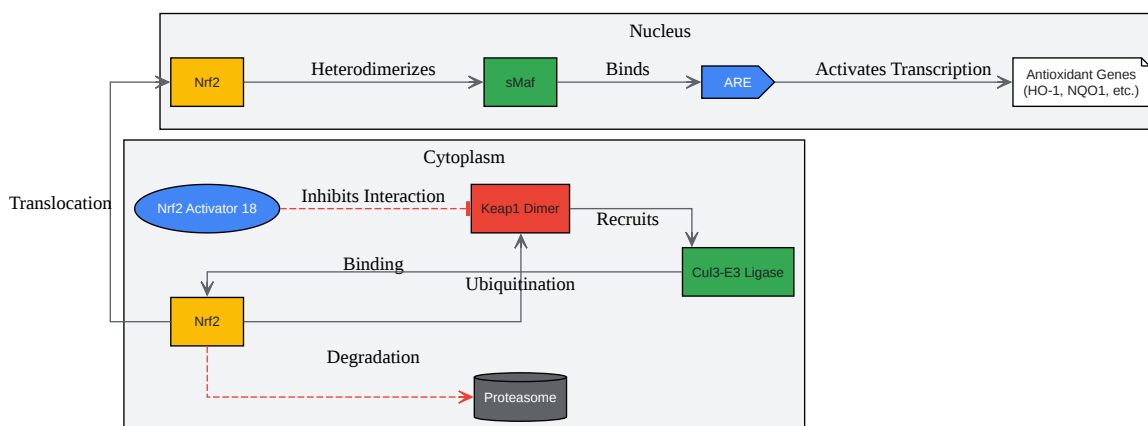 Nucleus
Nrf2
Heterodimerizes
sMaf
Binds
ARE
Activates Transcription
Antioxidant Genes
(HO-1, NQO1, etc.)
Translocation
Cytoplasm
Nrf2 Activator 18
Inhibits Interaction
Keap1 Dimer
Recruits
Cul3-E3 Ligase
Binding
Ubiquitination
Nrf2
Degradation
Proteasome